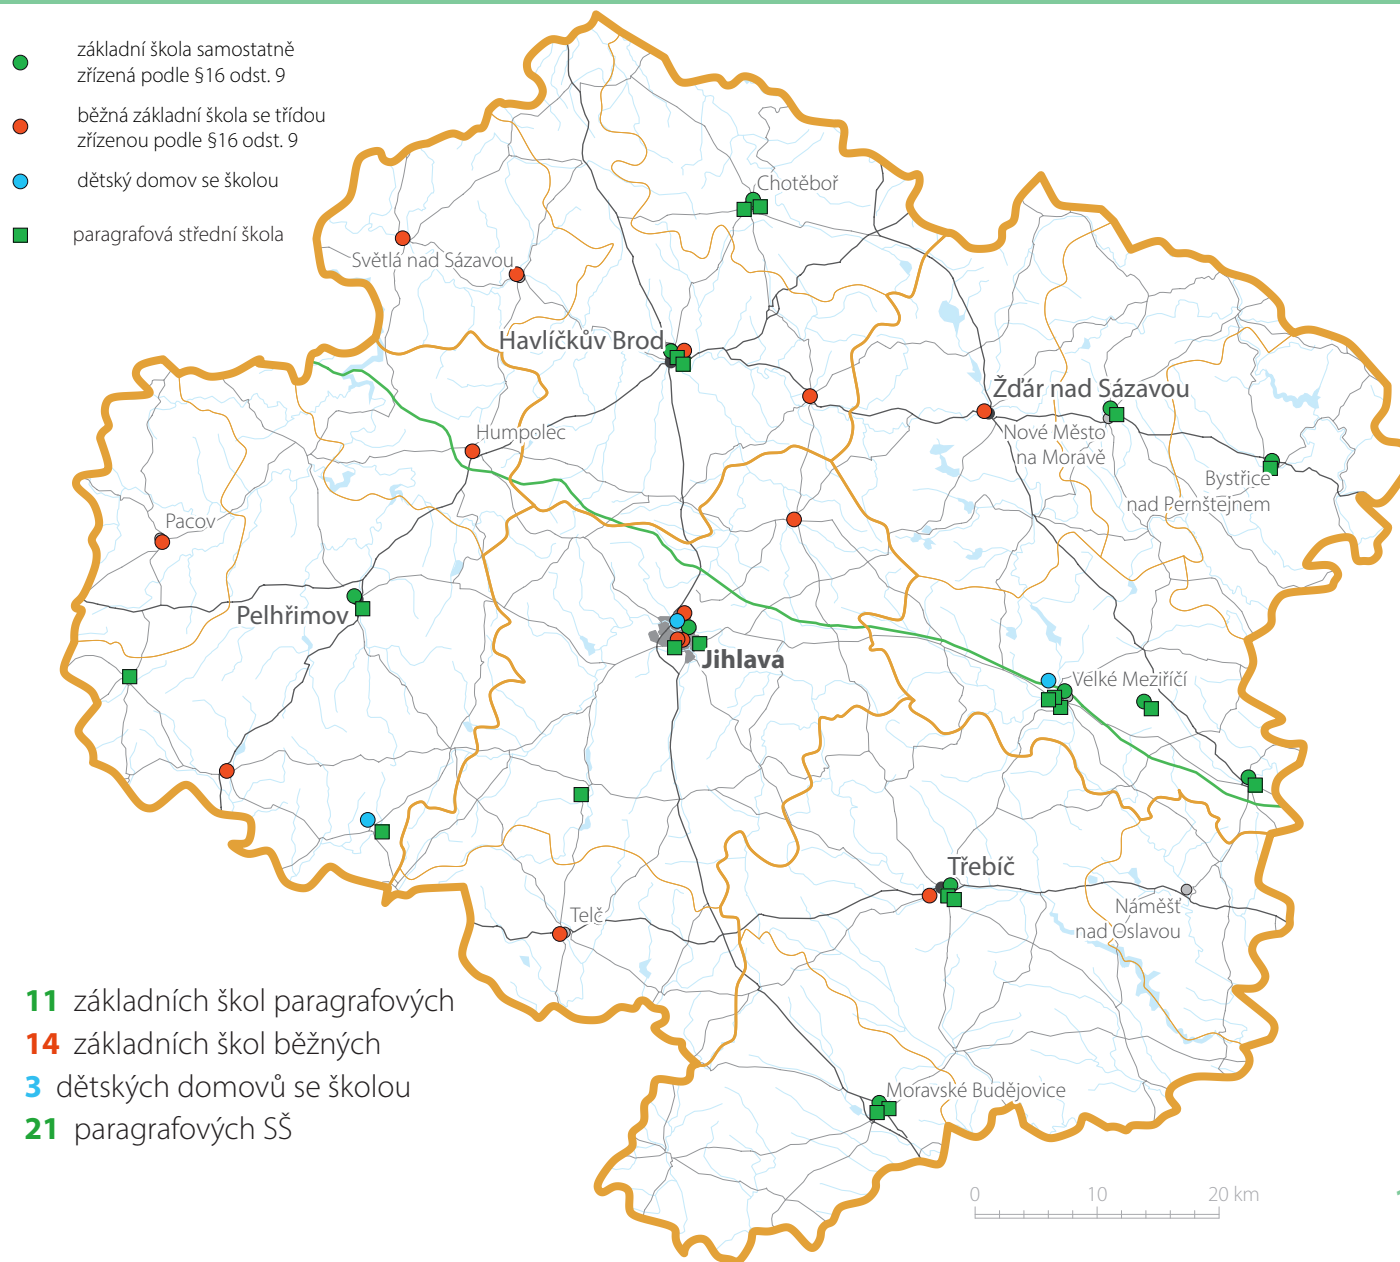 základní škola samostatně
zřízená podle §16 odst. 9
běžná základní škola se třídou
zřízenou podle §16 odst. 9
dětský domov se školou
paragrafová střední škola
Chotěboř
Světlá nad Sázavou
Havlíčkův Brod
Žďár nad Sázavou
Nové Město
na Moravě
Humpolec
Bystřice
nad Pernštejnem
Pacov
Pelhřimov
Jihlava
Velké Meziříčí
Třebíč
Náměšť
nad Oslavou
Telč
11 základních škol paragrafových
14 základních škol běžných
3 dětských domovů se školou
21 paragrafových SŠ
Moravské Budějovice
0 10 20 km